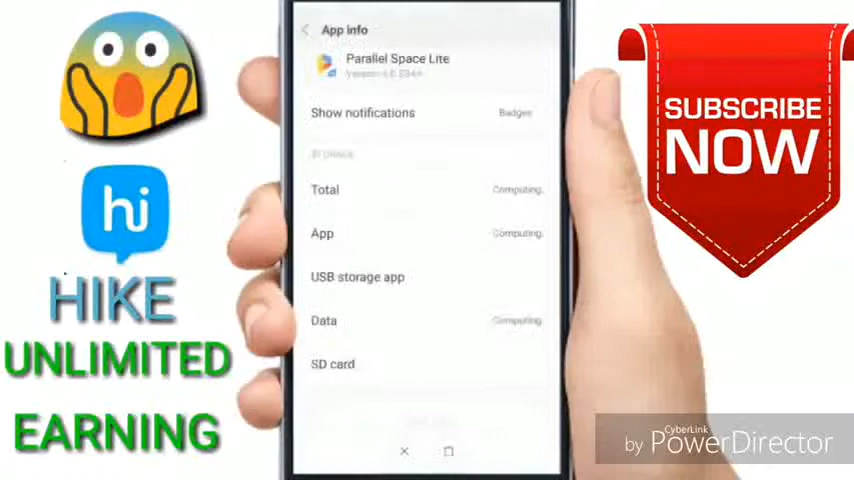 App info
Parallel Space Lite
Show notifications
Badges
Total
Computing.
App
Computing.
USB storage app
Data
Computing.
SD card
hi
HIKE
UNLIMITED
EARNING
SUBSCRIBE
NOW
CyberLink
by PowerDirector